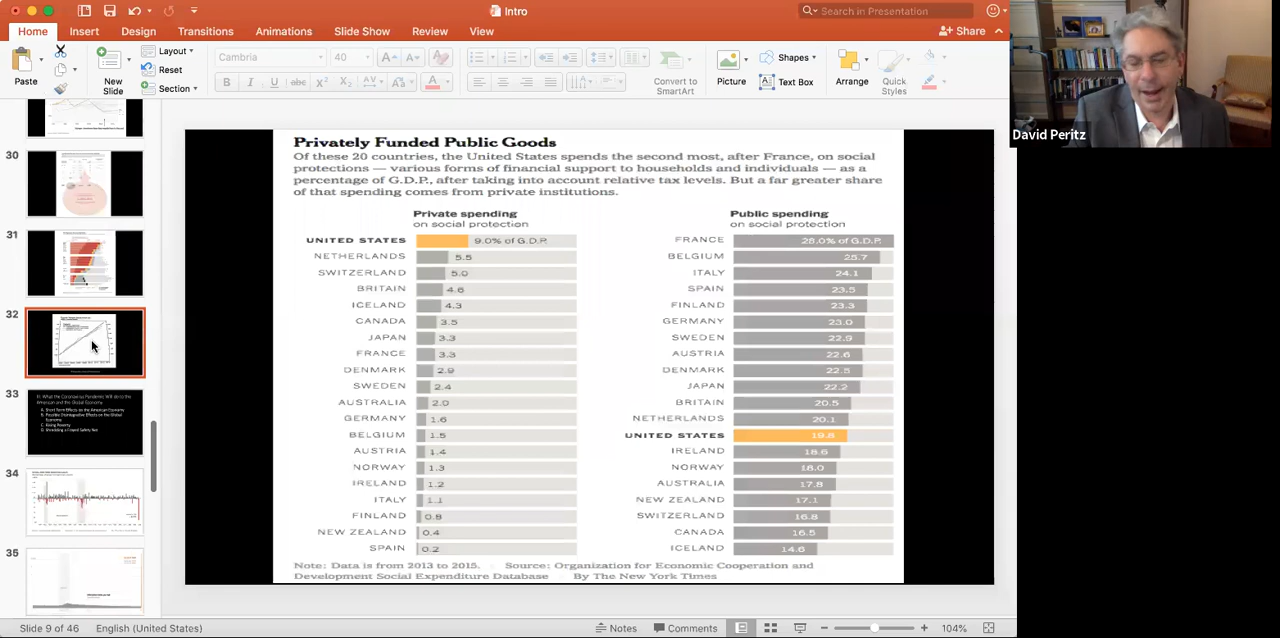 Intro
Search in Presentation
Home
Insert
Design
Transitions
Animations
Slide Show
Review
View
Share
Paste
New
Slide
Layout
Reset
Section
Cambria
40
Convert to
SmartArt
Picture
Shapes
Text Box
Arrange
Quick
Styles
David Peritz
30
31
32
33
34
35
Privately Funded Public Goods
Of these 20 countries, the United States spends the second most, after France, on social
protections — various forms of financial support to households and individuals — as a
percentage of G.D.P., after taking into account relative tax levels. But a far greater share
of that spending comes from private institutions.
Private spending
on social protection
UNITED STATES 9.0% of G.D.P.
NETHERLANDS 5.5
SWITZERLAND 5.0
BRITAIN 4.6
ICELAND 4.3
CANADA 3.5
JAPAN 3.3
FRANCE 3.3
DENMARK 2.9
SWEDEN 2.4
AUSTRALIA 2.0
GERMANY 1.6
BELGIUM 1.5
AUSTRIA 1.4
NORWAY 1.3
IRELAND 1.2
ITALY 1.1
FINLAND 0.8
NEW ZEALAND 0.4
SPAIN 0.2
Public spending
on social protection
FRANCE 28.0% of G.D.P.
BELGIUM 25.7
ITALY 24.1
SPAIN 23.5
FINLAND 23.3
GERMANY 23.0
SWEDEN 22.9
AUSTRIA 22.6
DENMARK 22.5
JAPAN 22.2
BRITAIN 20.5
NETHERLANDS 20.1
UNITED STATES 19.8
IRELAND 18.6
NORWAY 18.0
AUSTRALIA 17.8
NEW ZEALAND 17.1
SWITZERLAND 16.8
CANADA 16.5
ICELAND 14.6
Note: Data is from 2013 to 2015. Source: Organization for Economic Cooperation and
Development Social Expenditure Database By The New York Times
Slide 9 of 46
English (United States)
Notes
Comments
104%